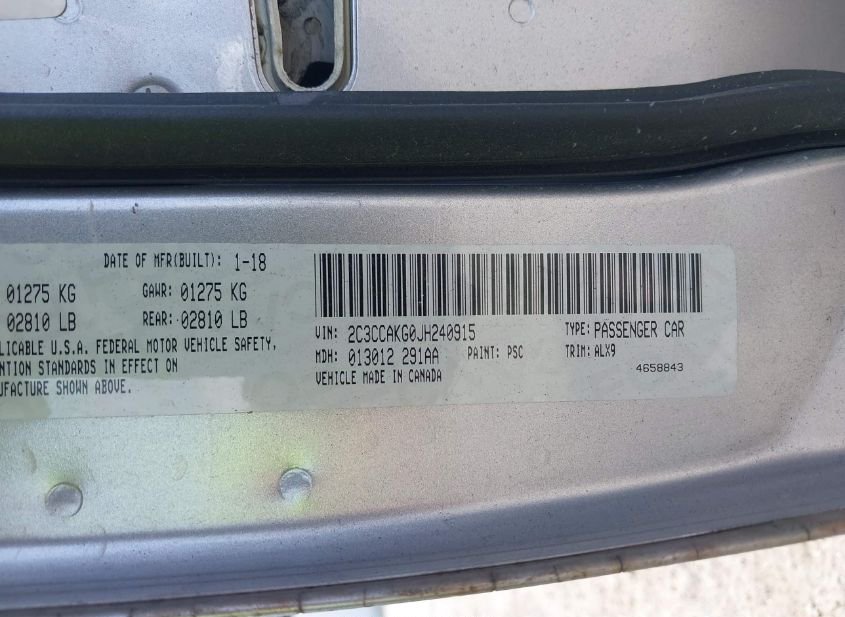 DATE OF MFR(BUILT): 1-18
01275 KG GAWR: 01275 KG
02810 LB REAR: 02810 LB
PLICABLE U.S.A. FEDERAL MOTOR VEHICLE SAFETY,
NTION STANDARDS IN EFFECT ON
NUFACTURE SHOWN ABOVE.
VIN: 2C3CCAKG0JH240915 TYPE: PASSENGER CAR
MDH: 013012 291AA PAINT: PSC TRIM: ALX9
VEHICLE MADE IN CANADA 4658843